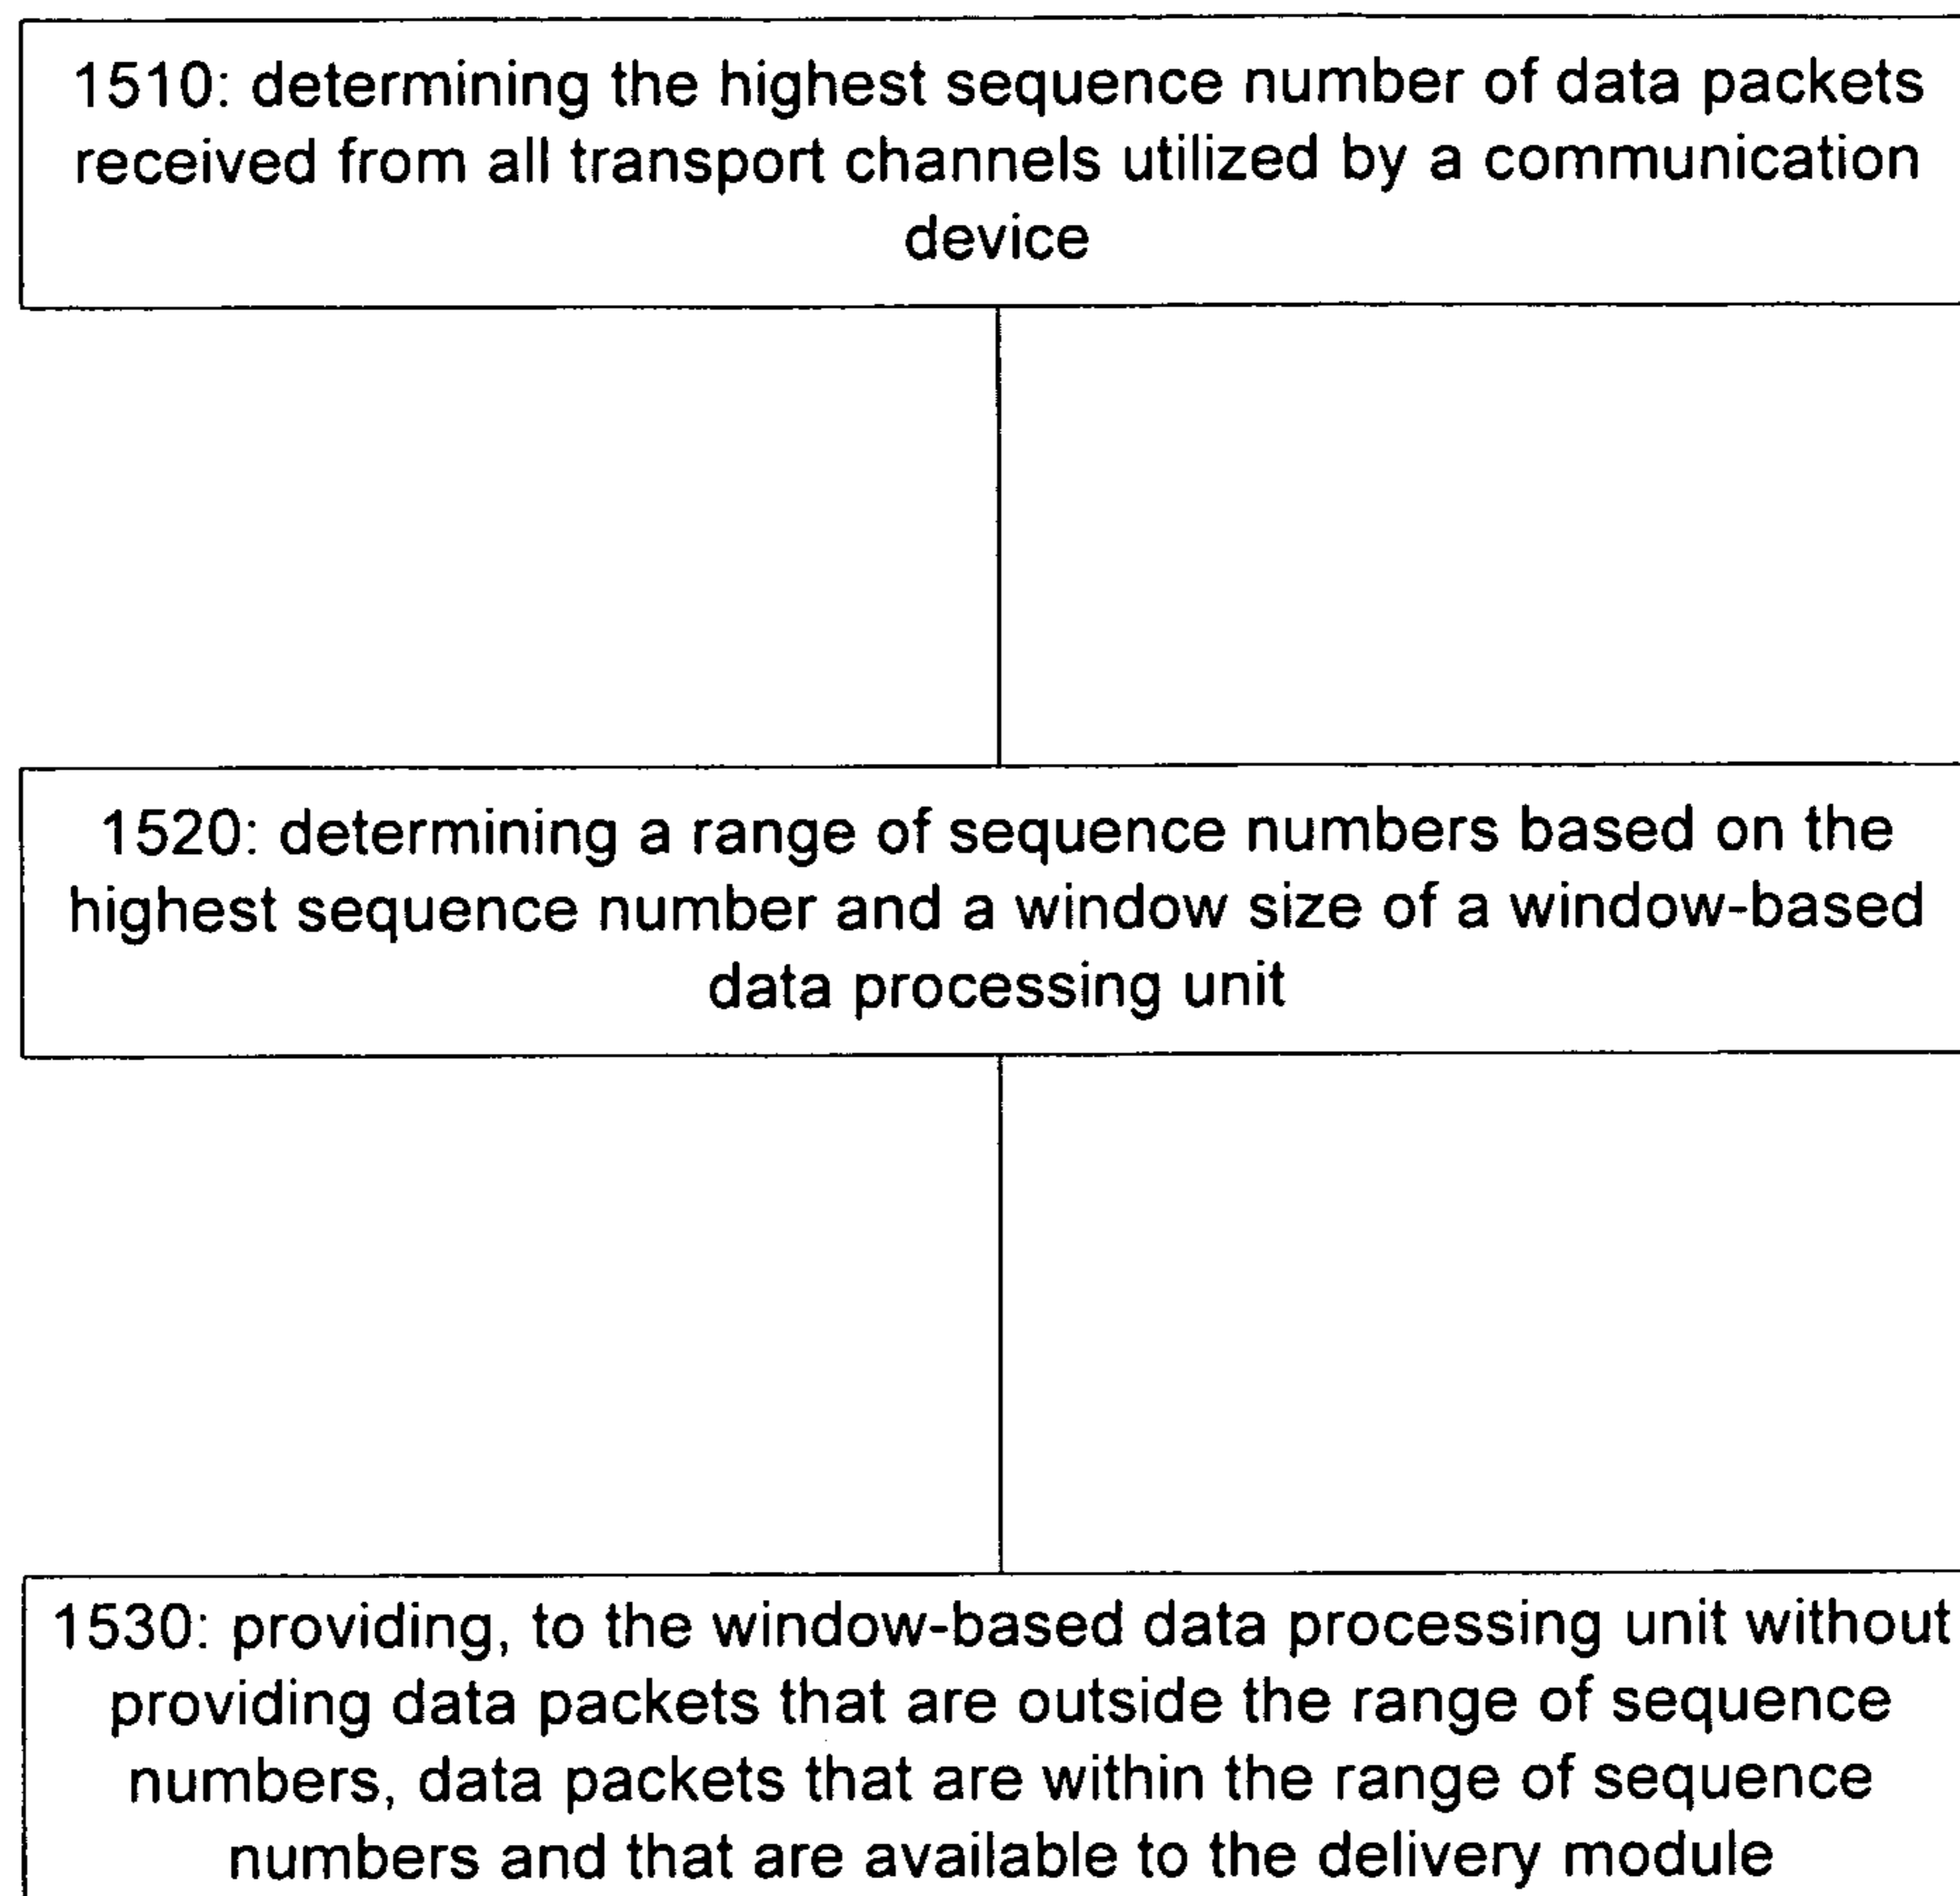 1510: determining the highest sequence number of data packets
received from all transport channels utilized by a communication
device
1520: determining a range of sequence numbers based on the
highest sequence number and a window size of a window-based
data processing unit
1530: providing, to the window-based data processing unit without
providing data packets that are outside the range of sequence
numbers, data packets that are within the range of sequence
numbers and that are available to the delivery module